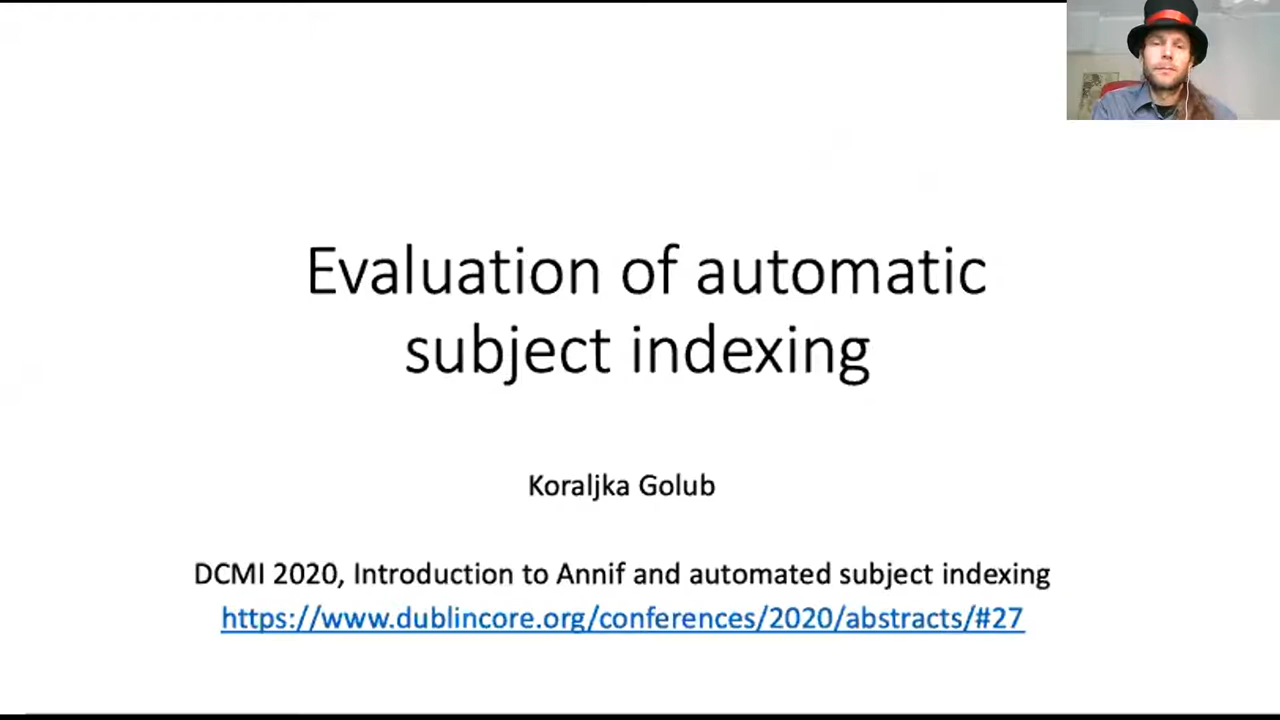 Evaluation of automatic
subject indexing
Koraljka Golub
DCMI 2020, Introduction to Annif and automated subject indexing
https://www.dublincore.org/conferences/2020/abstracts/#27